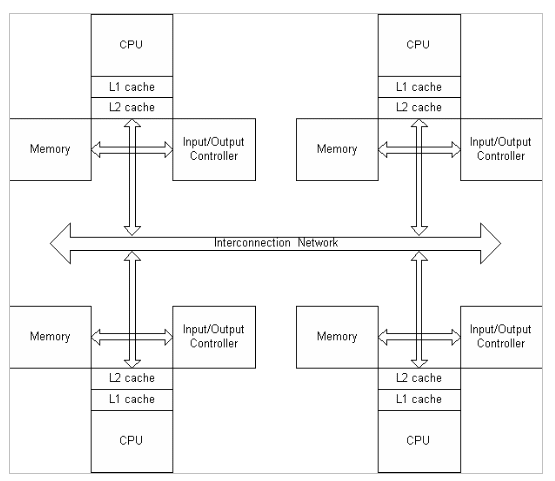 CPU
L1 cache
L2 cache
Memory
Input/Output
Controller
CPU
L1 cache
L2 cache
Memory
Input/Output
Controller
Interconnection Network
Memory
Input/Output
Controller
L2 cache
L1 cache
CPU
Memory
Input/Output
Controller
L2 cache
L1 cache
CPU